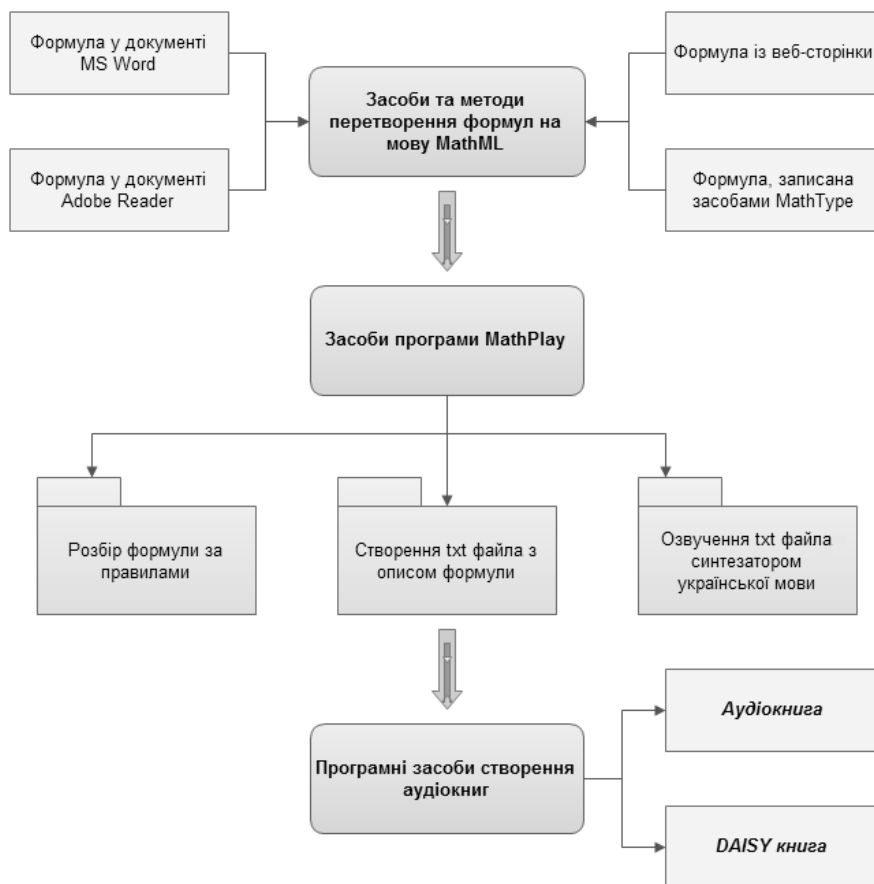 Формула у документі
MS Word
Формула із веб-сторінки
Засоби та методи
перетворення формул на
мову MathML
Формула у документі
Adobe Reader
Формула, записана
засобами MathType
Засоби програми MathPlay
Розбір формули за
правилами
Створення txt файла з
описом формули
Озвучення txt файла
синтезатором
української мови
Програмні засоби створення
аудіокниг
Аудіокнига
DAISY книга